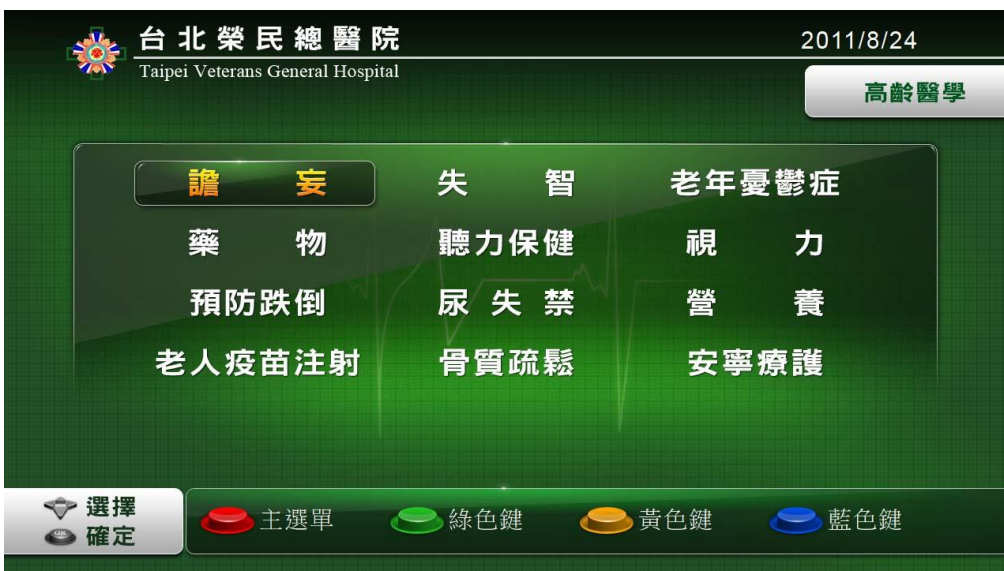 台北榮民總醫院
Taipei Veterans General Hospital
2011/8/24
高齡醫學
譫妄 失智 老年憂鬱症
藥物 聽力保健 視力
預防跌倒 尿失禁 營養
老人疫苗注射 骨質疏鬆 安寧療護
選擇
OK 確定
主選單 綠色鍵 黃色鍵 藍色鍵